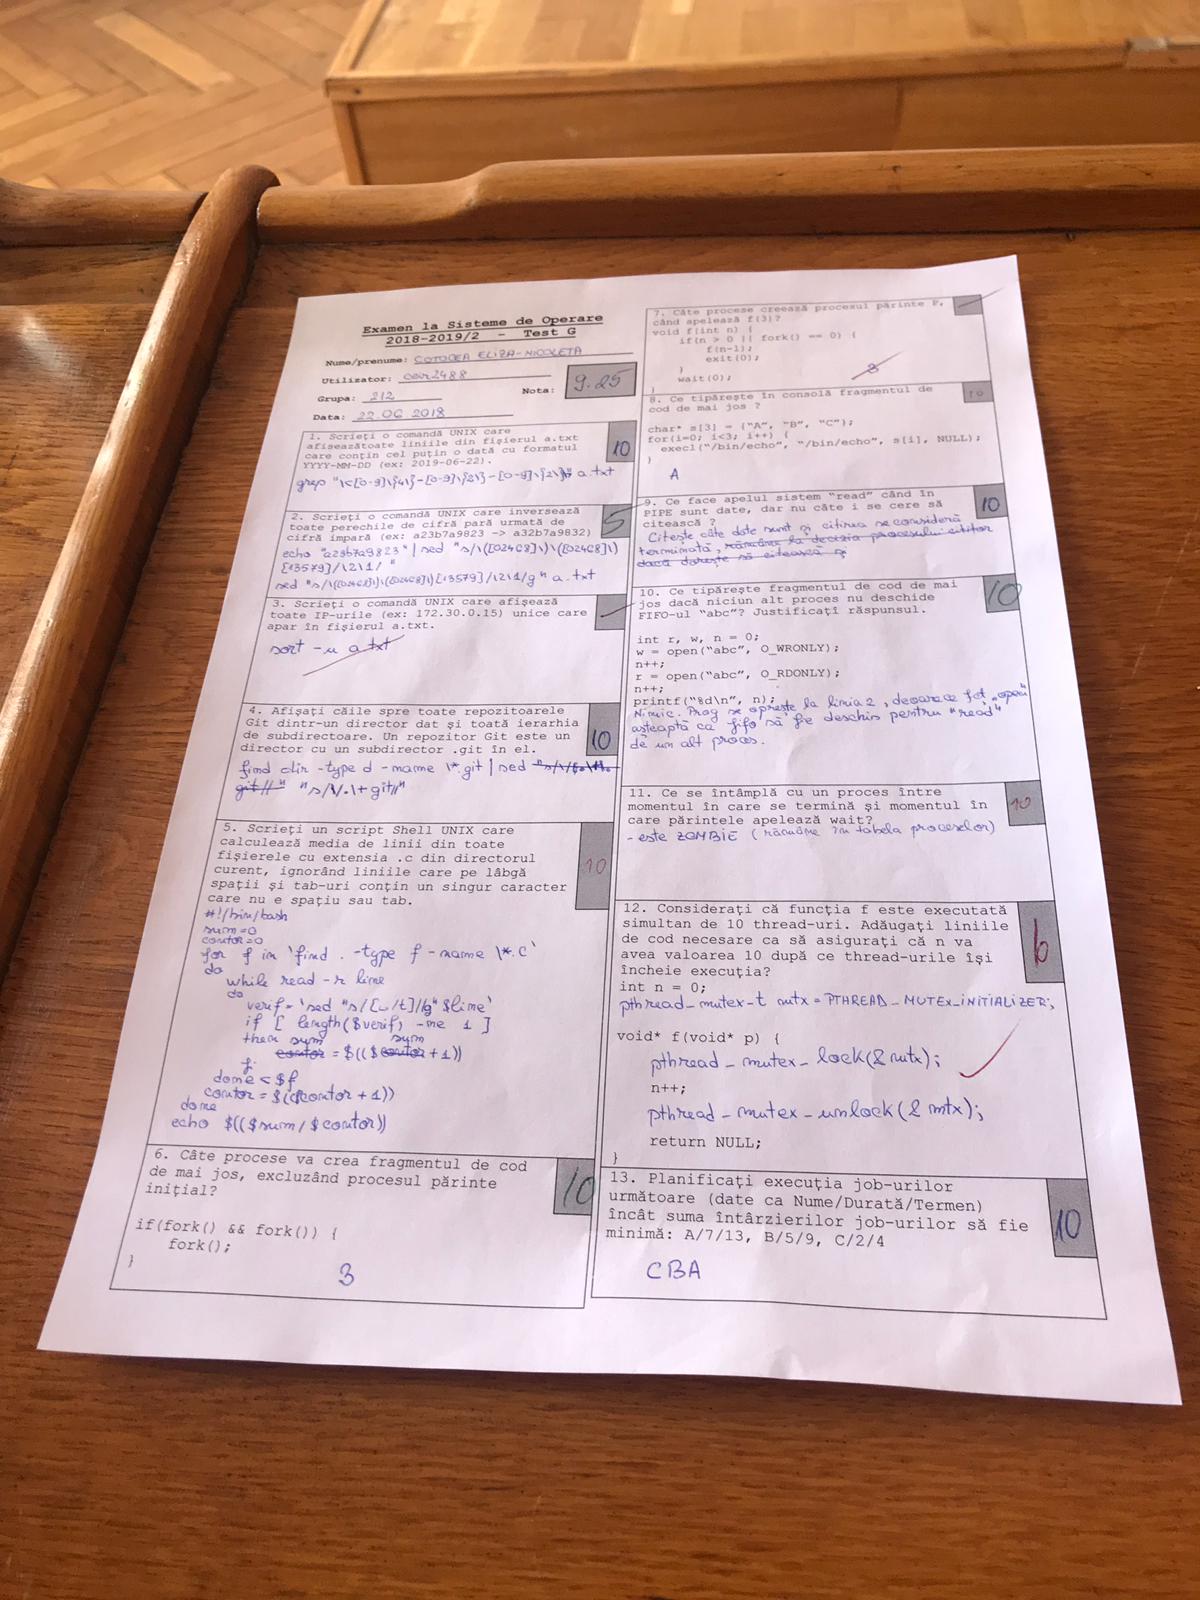 Examen la Sisteme de Operare
2018-2019/2 - Test G
Nume/prenume: COTOCEA ELIZA-NICOLETA
Utilizator: ceir2488
Grupa: 212
Nota: 9.25
Data: 22.06 2018
1. Scrieți o comandă UNIX care
afiseazătoate liniile din fișierul a.txt
care conțin cel puțin o dată cu formatul
YYYY-MM-DD (ex: 2019-06-22).
10
grep "\<[0-9]\{4\}-[0-9]\{2\}-[0-9]\{2\}\>" a.txt
2. Scrieți o comandă UNIX care inversează
toate perechile de cifră pară urmată de
cifră impară (ex: a23b7a9823 -> a32b7a9832)
5
echo "a23b7a9823" | sed "s/\([02468]\)\([02468]\)
[13579]/\2\1/ "
sed "s/\([02468]\)\([02468]\)[13579]/\2\1/g" a.txt
3. Scrieți o comandă UNIX care afișează
toate IP-urile (ex: 172.30.0.15) unice care
apar în fișierul a.txt.
sort -u a.txt
4. Afișați căile spre toate repozitoarele
Git dintr-un director dat și toată ierarhia
de subdirectoare. Un repozitor Git este un
director cu un subdirector .git în el.
10
find dir -type d -name \*.git | sed
git//" "s/\/.\+git//"
5. Scrieți un script Shell UNIX care
calculează media de linii din toate
fișierele cu extensia .c din directorul
curent, ignorând liniile care pe lâbgă
spații și tab-uri conțin un singur caracter
care nu e spațiu sau tab.
10
#!/bin/bash
sum=0
contor=0
for f in `find . -type f -name \*.c`
do
while read -r line
do
verif=`sed "s/[␣/t]//g" $line`
if [ length($verif) -ne 1 ]
then sum sum
contor = $(($contor+1))
fi
done < $f
contor = $(($contor+1))
done
echo $(($sum/$contor))
6. Câte procese va crea fragmentul de cod
de mai jos, excluzând procesul părinte
inițial?
10
if(fork() && fork()) {
fork();
}
3
7. Câte procese creează procesul părinte P,
când apelează f(3)?
void f(int n) {
if(n > 0 || fork() == 0) {
f(n-1);
exit(0);
}
wait(0);
}
3
8. Ce tipărește în consolă fragmentul de
cod de mai jos ?
10
char* s[3] = {"A", "B", "C"};
for(i=0; i<3; i++) {
execl("/bin/echo", "/bin/echo", s[i], NULL);
}
A
9. Ce face apelul sistem "read" când în
PIPE sunt date, dar nu câte i se cere să
citească ?
10
Citește câte date sunt și citirea se consideră
terminată, rămâne la decizia procesului cititor
dacă dorește să citească și
10. Ce tipărește fragmentul de cod de mai
jos dacă niciun alt proces nu deschide
FIFO-ul "abc"? Justificați răspunsul.
10
int r, w, n = 0;
w = open("abc", O_WRONLY);
n++;
r = open("abc", O_RDONLY);
n++;
printf("%d\n", n);
Nimic. Prog se oprește la linia 2, deoarece fct "open"
așteaptă ca fifo să fie deschis pentru "read"
de un alt proces.
11. Ce se întâmplă cu un proces între
momentul în care se termină și momentul în
care părintele apelează wait?
10
- este ZOMBIE (rămâne în tabela proceselor)
12. Considerați că funcția f este executată
simultan de 10 thread-uri. Adăugați liniile
de cod necesare ca să asigurați că n va
avea valoarea 10 după ce thread-urile își
încheie execuția?
int n = 0;
pthread_mutex_t mtx = PTHREAD_MUTEX_INITIALIZER;
void* f(void* p) {
pthread_mutex_lock(&mtx);
n++;
pthread_mutex_unlock(&mtx);
return NULL;
}
13. Planificați execuția job-urilor
următoare (date ca Nume/Durată/Termen)
încât suma întârzierilor job-urilor să fie
minimă: A/7/13, B/5/9, C/2/4
10
CBA